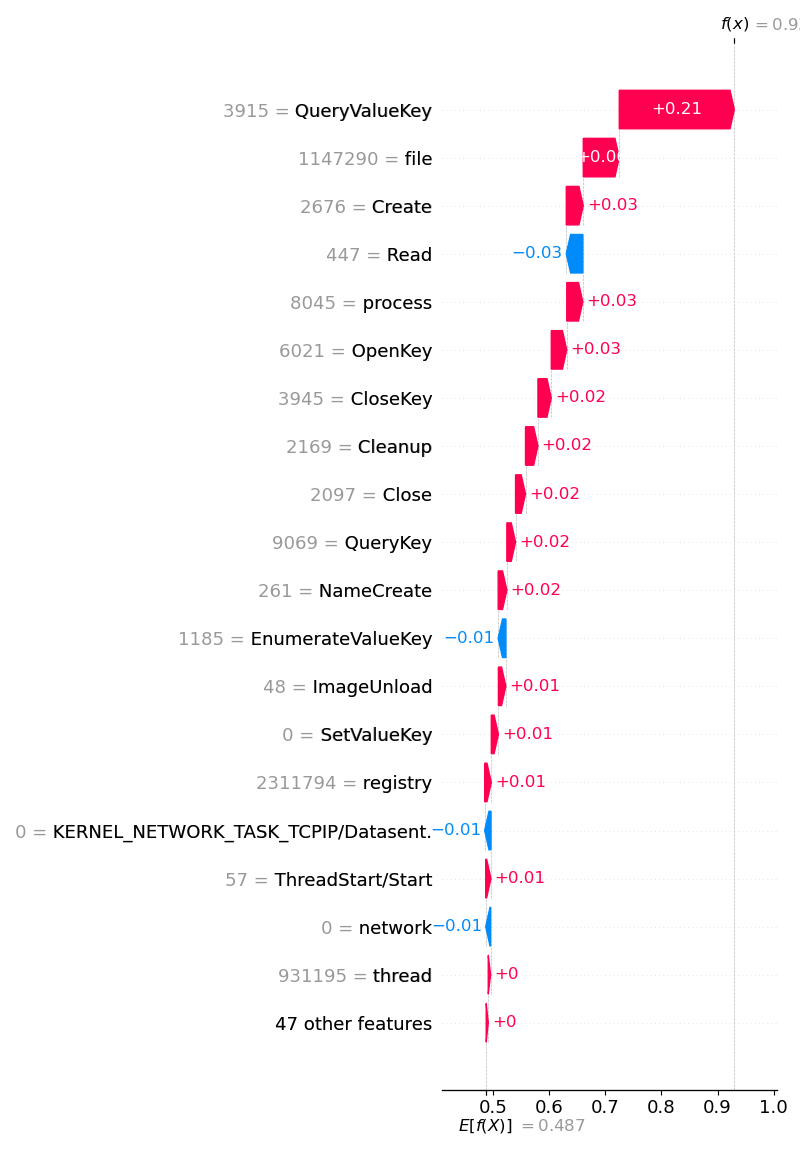 f(x) = 0.9
3915 = QueryValueKey
+0.21
1147290 = file
+0.0
2676 = Create
+0.03
447 = Read
−0.03
8045 = process
+0.03
6021 = OpenKey
+0.03
3945 = CloseKey
+0.02
2169 = Cleanup
+0.02
2097 = Close
+0.02
9069 = QueryKey
+0.02
261 = NameCreate
+0.02
1185 = EnumerateValueKey
−0.01
48 = ImageUnload
+0.01
0 = SetValueKey
+0.01
2311794 = registry
+0.01
0 = KERNEL_NETWORK_TASK_TCPIP/Datasent.
−0.01
57 = ThreadStart/Start
+0.01
0 = network
−0.01
931195 = thread
+0
47 other features
+0
0.5 0.6 0.7 0.8 0.9 1.0
E[f(X)] = 0.487